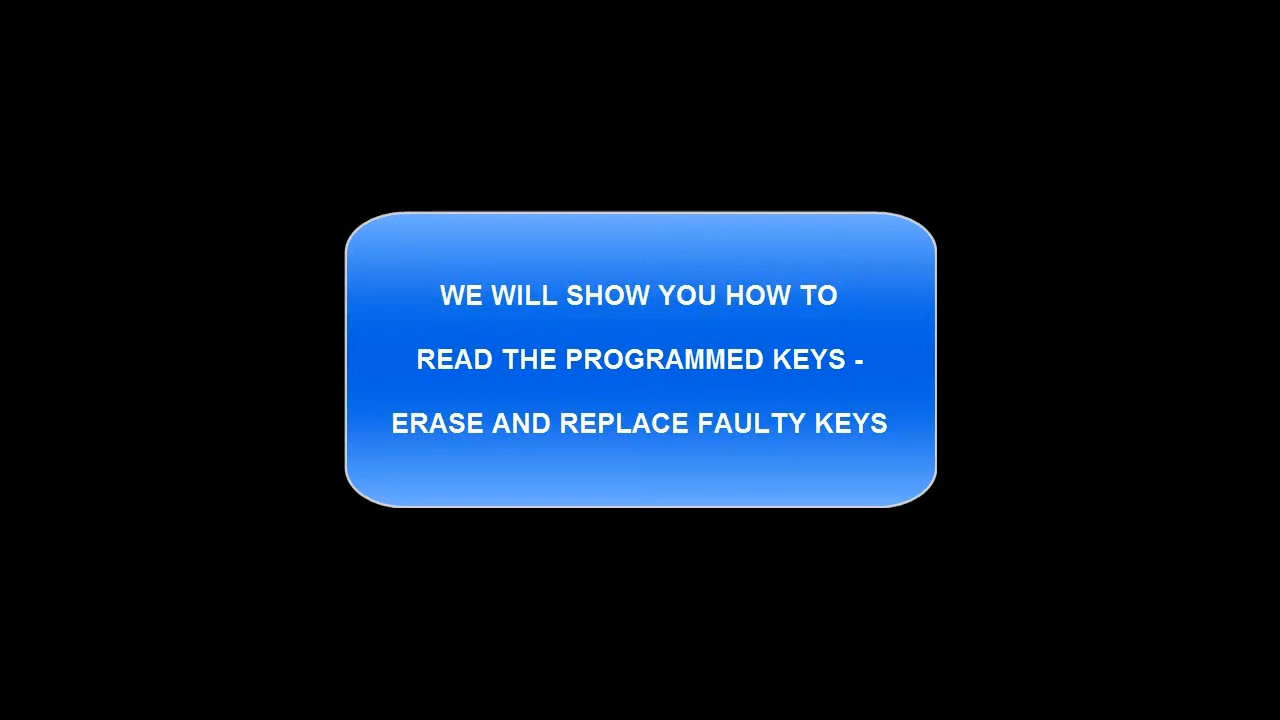 WE WILL SHOW YOU HOW TO
READ THE PROGRAMMED KEYS -
ERASE AND REPLACE FAULTY KEYS